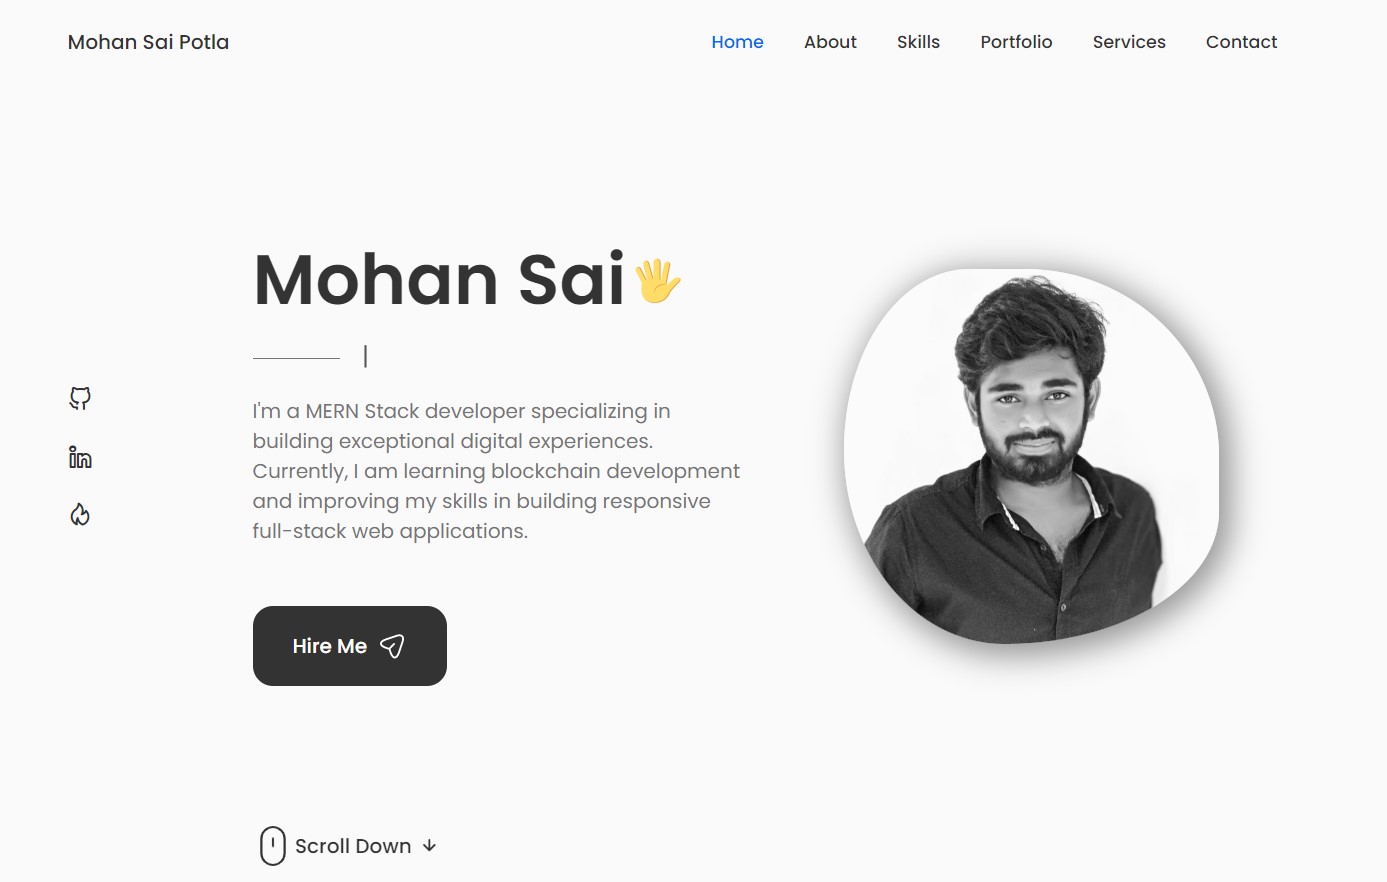 Mohan Sai Potla
Home About Skills Portfolio Services Contact
Mohan Sai🖐
I'm a MERN Stack developer specializing in
building exceptional digital experiences.
Currently, I am learning blockchain development
and improving my skills in building responsive
full-stack web applications.
Hire Me
Scroll Down